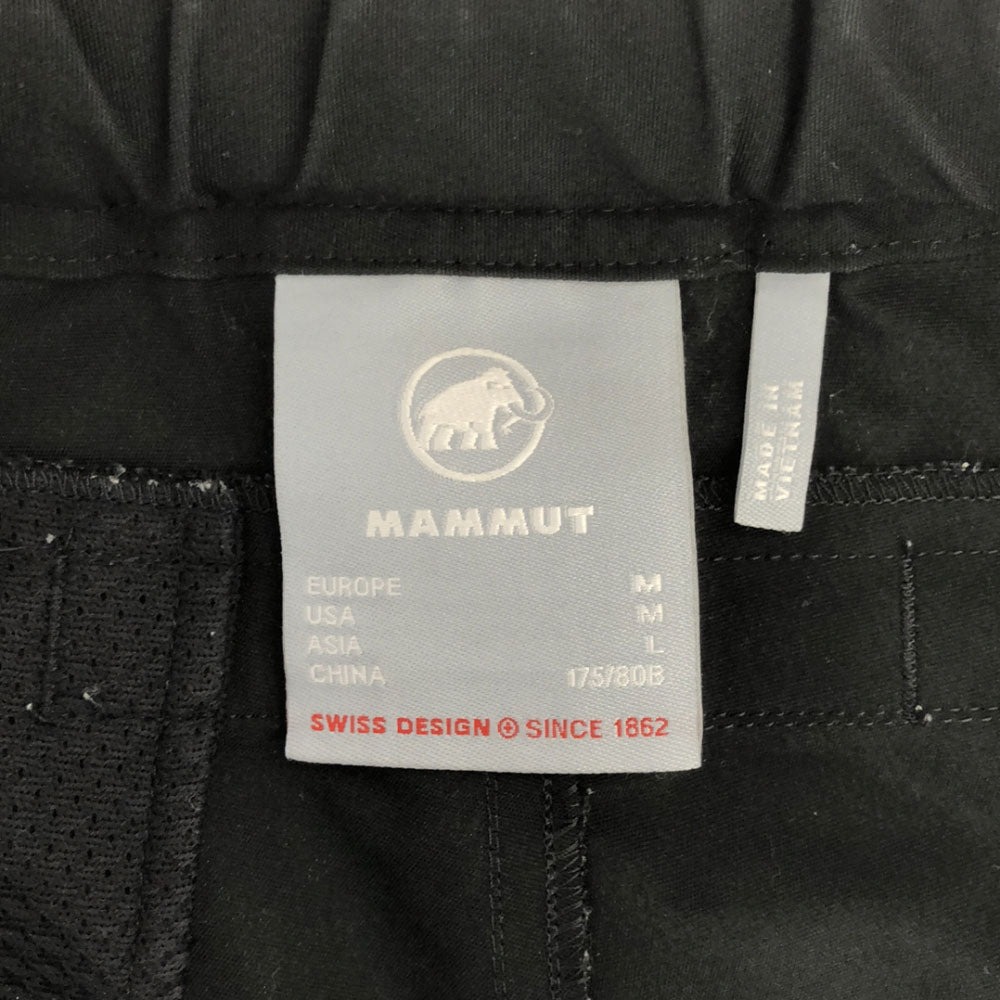 MAMMUT
EUROPE M
USA M
ASIA L
CHINA 175/80B
SWISS DESIGN SINCE 1862
MADE IN
VIETNAM